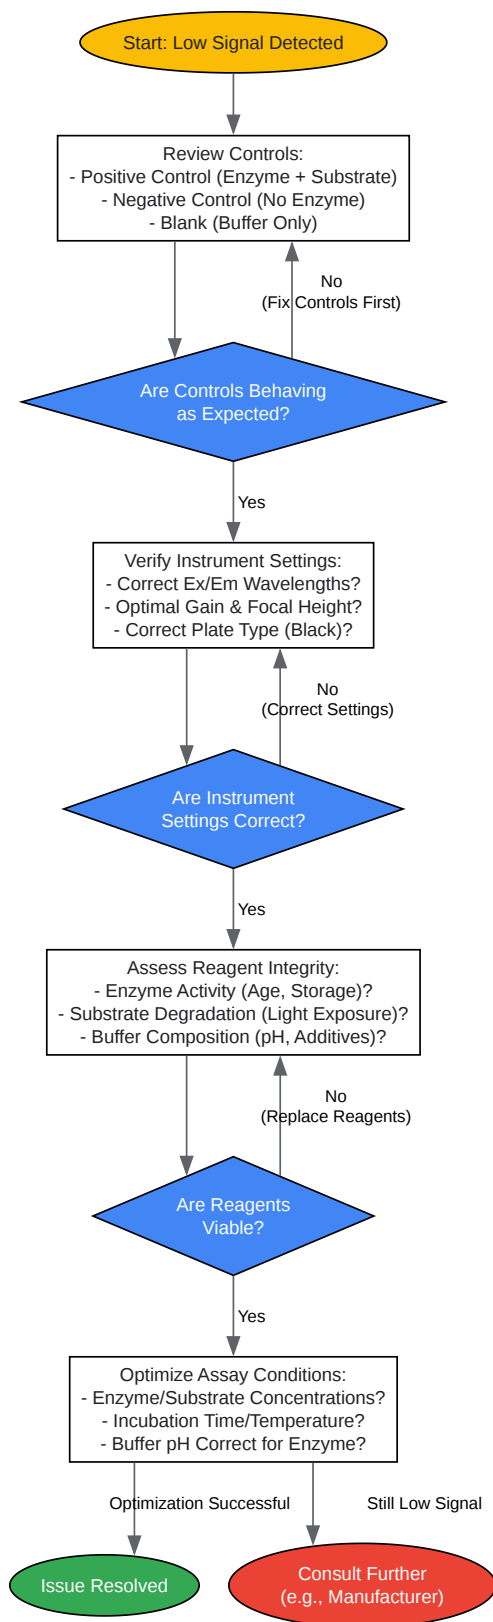 Start: Low Signal Detected
Review Controls:
- Positive Control (Enzyme + Substrate)
- Negative Control (No Enzyme)
- Blank (Buffer Only)
No
(Fix Controls First)
Are Controls Behaving
as Expected?
Yes
Verify Instrument Settings:
- Correct Ex/Em Wavelengths?
- Optimal Gain & Focal Height?
- Correct Plate Type (Black)?
No
(Correct Settings)
Are Instrument
Settings Correct?
Yes
Assess Reagent Integrity:
- Enzyme Activity (Age, Storage)?
- Substrate Degradation (Light Exposure)?
- Buffer Composition (pH, Additives)?
No
(Replace Reagents)
Are Reagents
Viable?
Yes
Optimize Assay Conditions:
- Enzyme/Substrate Concentrations?
- Incubation Time/Temperature?
- Buffer pH Correct for Enzyme?
Optimization Successful
Still Low Signal
Issue Resolved
Consult Further
(e.g., Manufacturer)